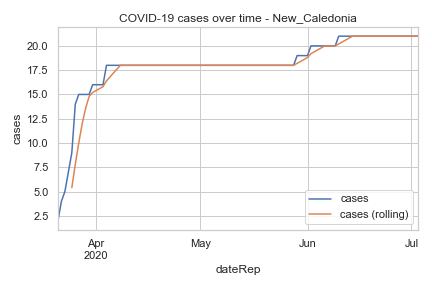 COVID-19 cases over time - New_Caledonia
cases
20.0
17.5
15.0
12.5
10.0
7.5
5.0
2.5
cases
cases (rolling)
Apr
2020
May
Jun
Jul
dateRep